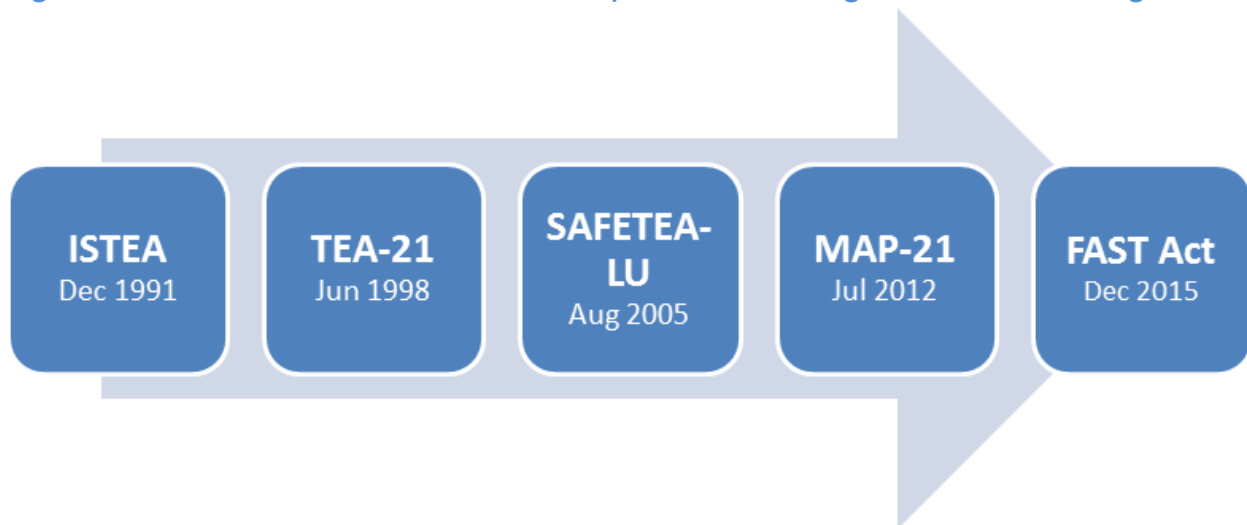 ISTEA
Dec 1991
TEA-21
Jun 1998
SAFETEA-
LU
Aug 2005
MAP-21
Jul 2012
FAST Act
Dec 2015